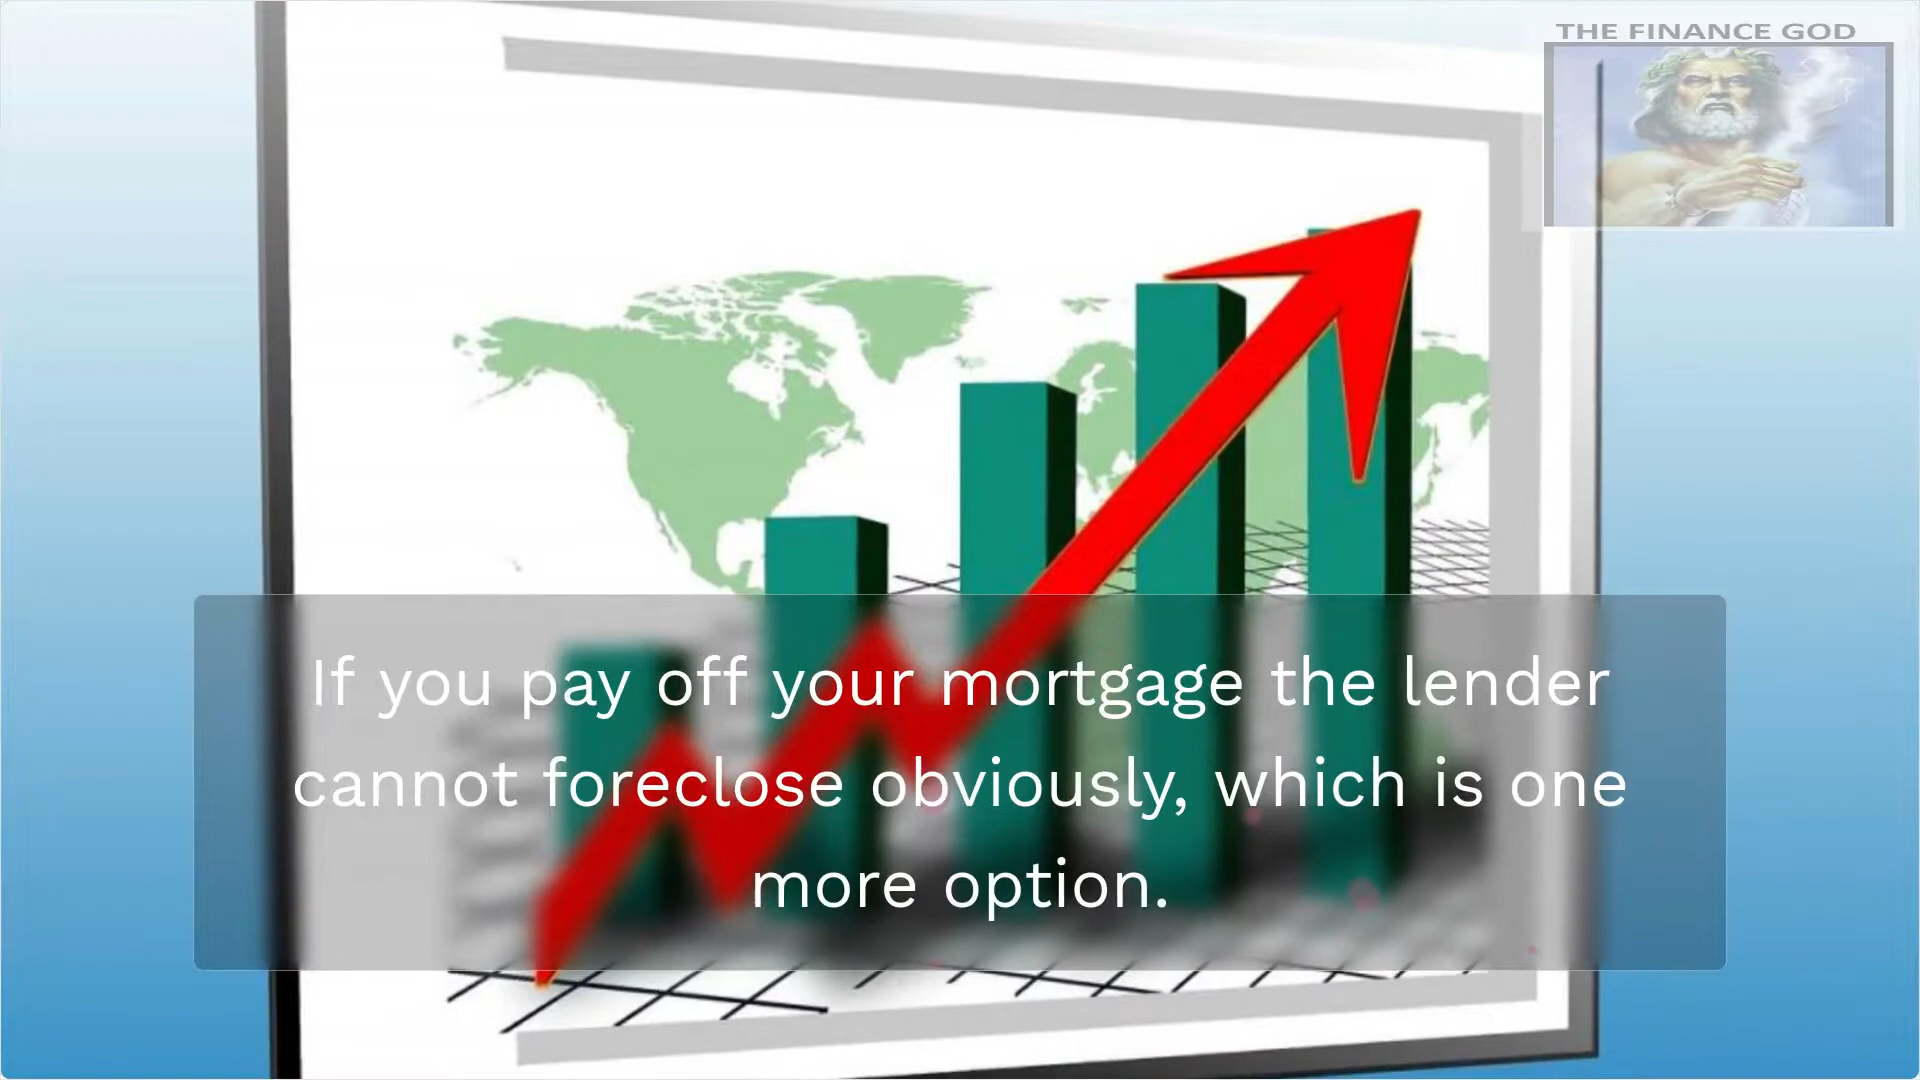 THE FINANCE GOD
If you pay off your mortgage the lender
cannot foreclose obviously, which is one
more option.